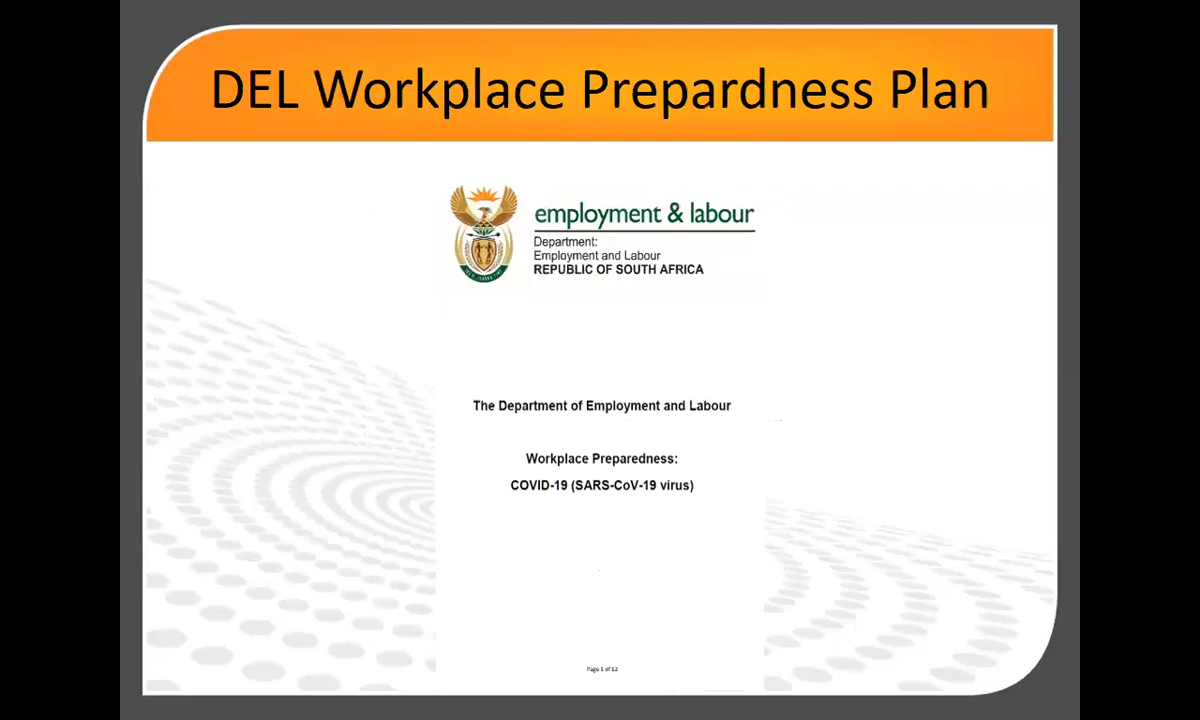 DEL Workplace Prepardness Plan
employment & labour
Department:
Employment and Labour
REPUBLIC OF SOUTH AFRICA
The Department of Employment and Labour
Workplace Preparedness:
COVID-19 (SARS-CoV-19 virus)
Page 1 of 12